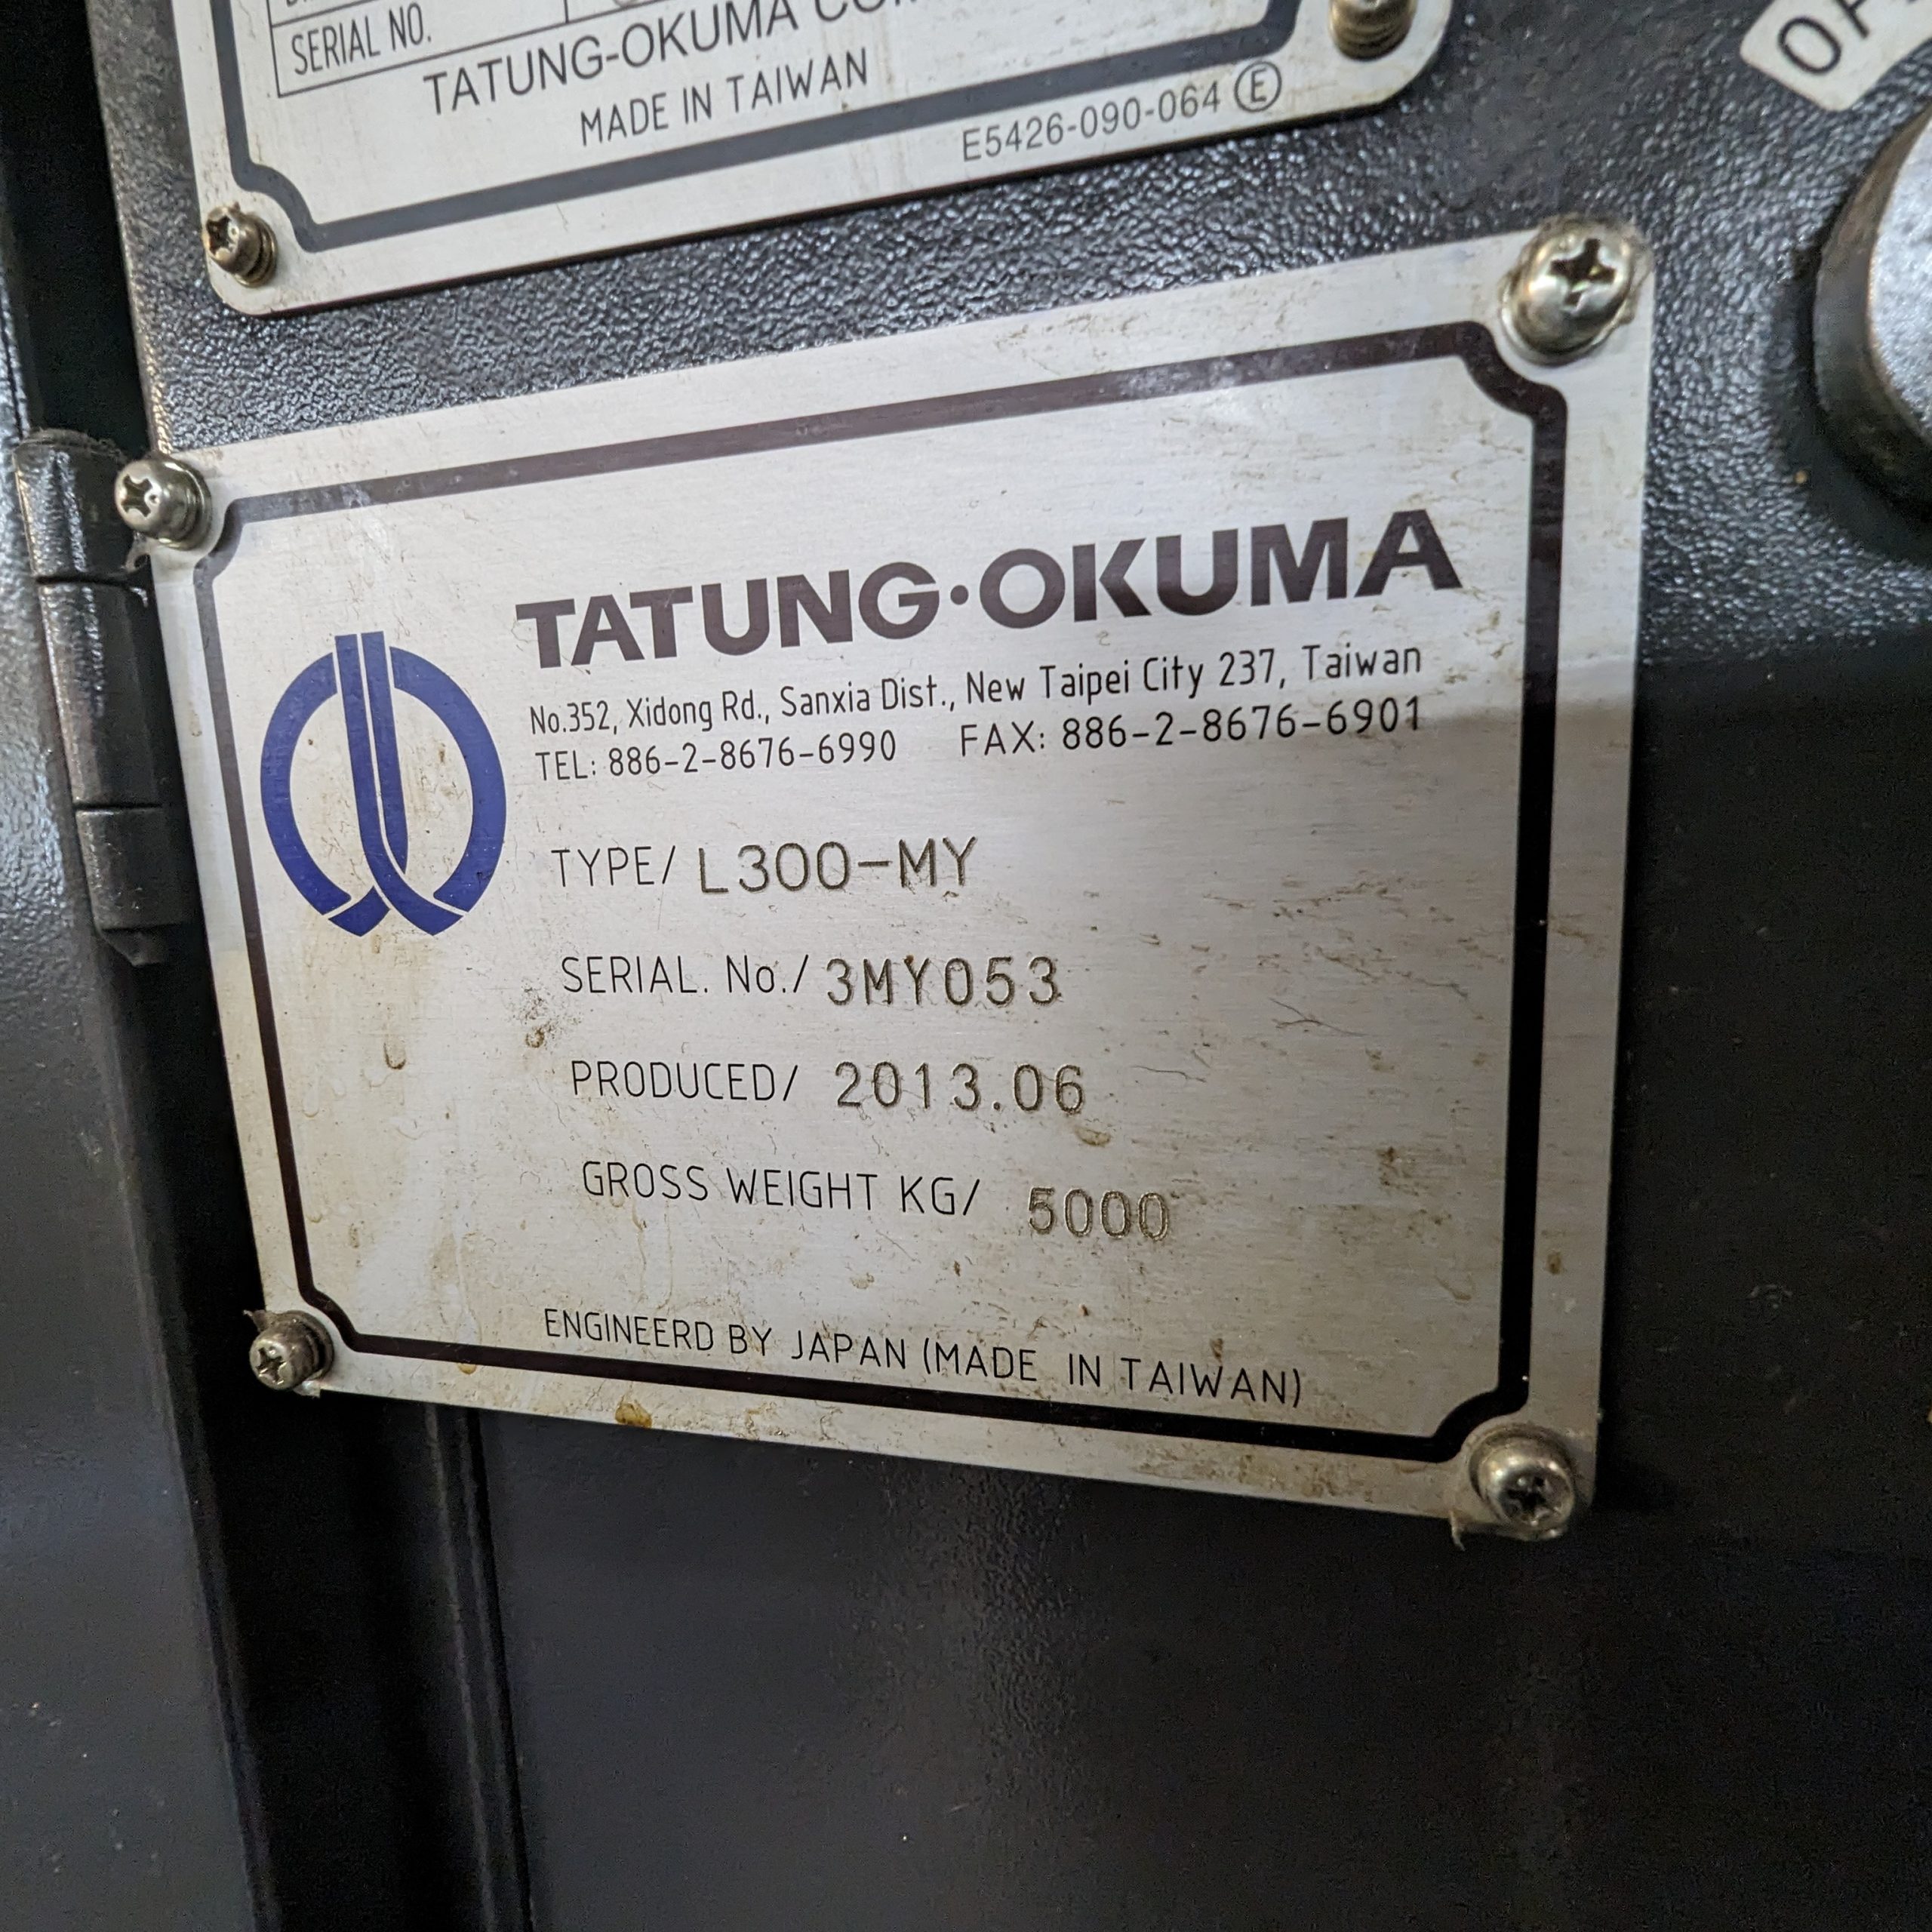 SERIAL NO.
TATUNG-OKUMA
MADE IN TAIWAN
E5426-090-064 E
TATUNG·OKUMA
No.352, Xidong Rd., Sanxia Dist., New Taipei City 237, Taiwan
TEL: 886-2-8676-6990 FAX: 886-2-8676-6901
TYPE/ L300-MY
SERIAL. No./ 3MY053
PRODUCED/ 2013.06
GROSS WEIGHT KG/ 5000
ENGINEERD BY JAPAN (MADE IN TAIWAN)